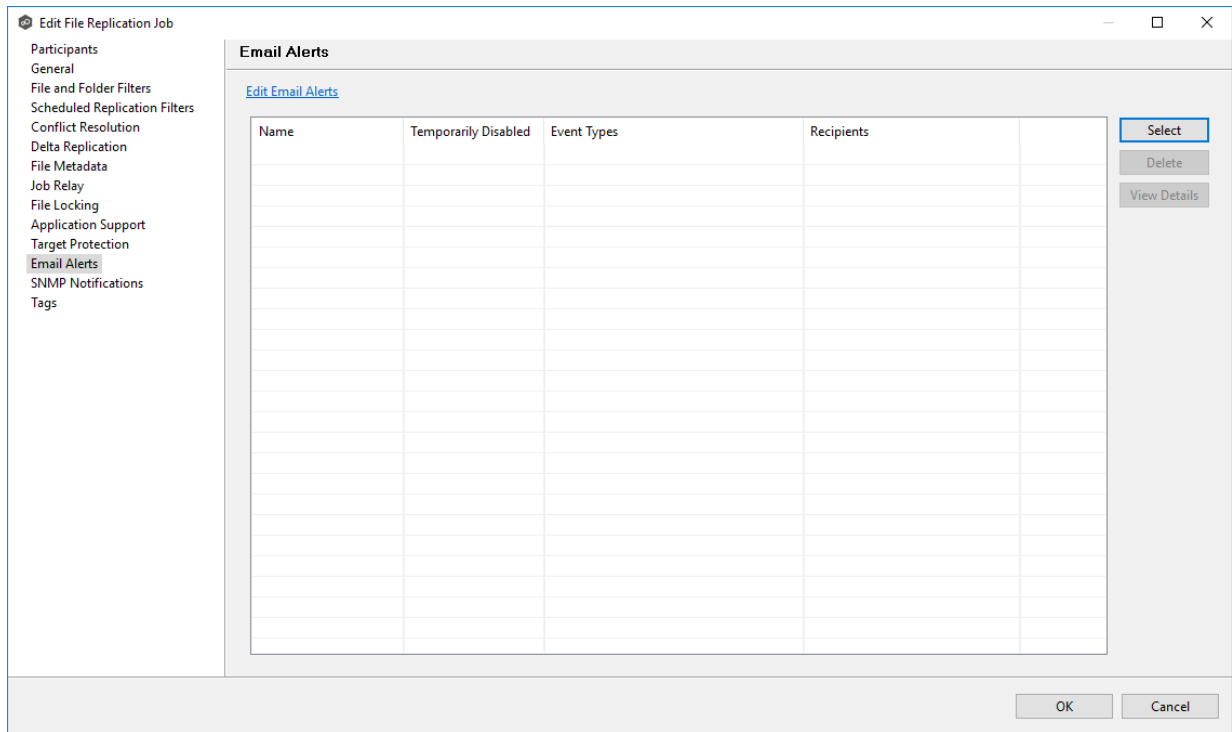 Edit File Replication Job
Participants
General
File and Folder Filters
Scheduled Replication Filters
Conflict Resolution
Delta Replication
File Metadata
Job Relay
File Locking
Application Support
Target Protection
Email Alerts
SNMP Notifications
Tags
Email Alerts
Edit Email Alerts
Name Temporarily Disabled Event Types Recipients
Select
Delete
View Details
OK Cancel